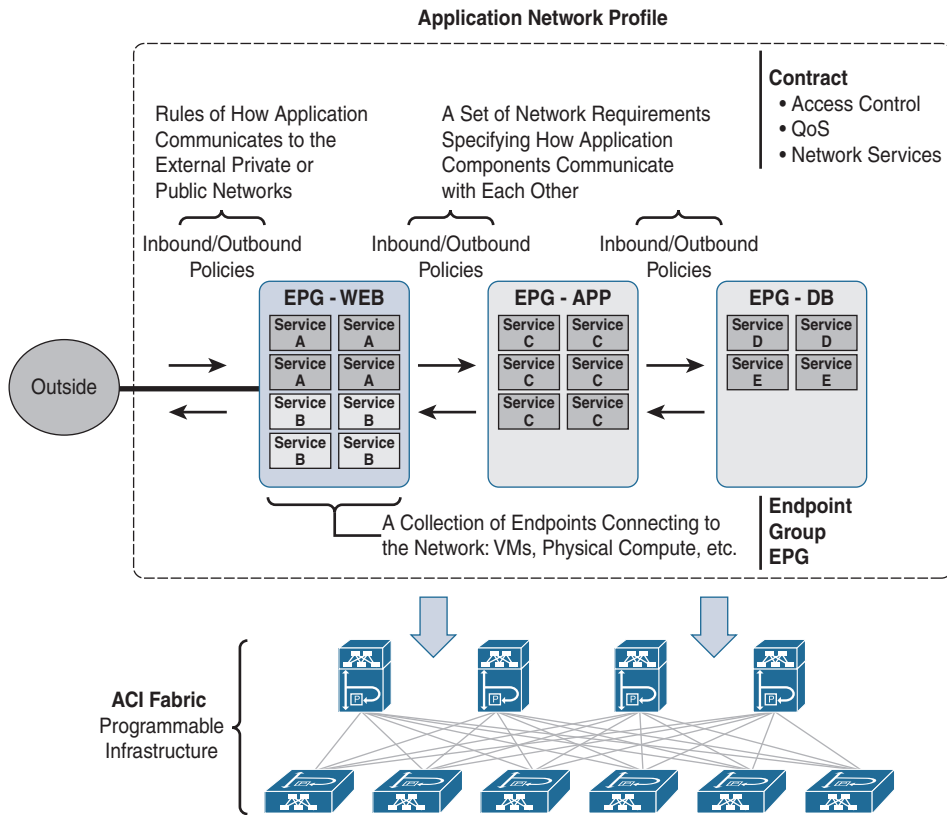 Application Network Profile
Contract
• Access Control
• QoS
• Network Services
Rules of How Application
Communicates to the
External Private or
Public Networks
A Set of Network Requirements
Specifying How Application
Components Communicate
with Each Other
Inbound/Outbound
Policies
Inbound/Outbound
Policies
Inbound/Outbound
Policies
Outside
EPG - WEB
Service
A
Service
A
Service
A
Service
A
Service
B
Service
B
Service
B
Service
B
EPG - APP
Service
C
Service
C
Service
C
Service
C
Service
C
Service
C
EPG - DB
Service
D
Service
D
Service
E
Service
E
A Collection of Endpoints Connecting to
the Network: VMs, Physical Compute, etc.
Endpoint
Group
EPG
ACI Fabric
Programmable
Infrastructure
P
P
P
P
P
P
P
P
P
P